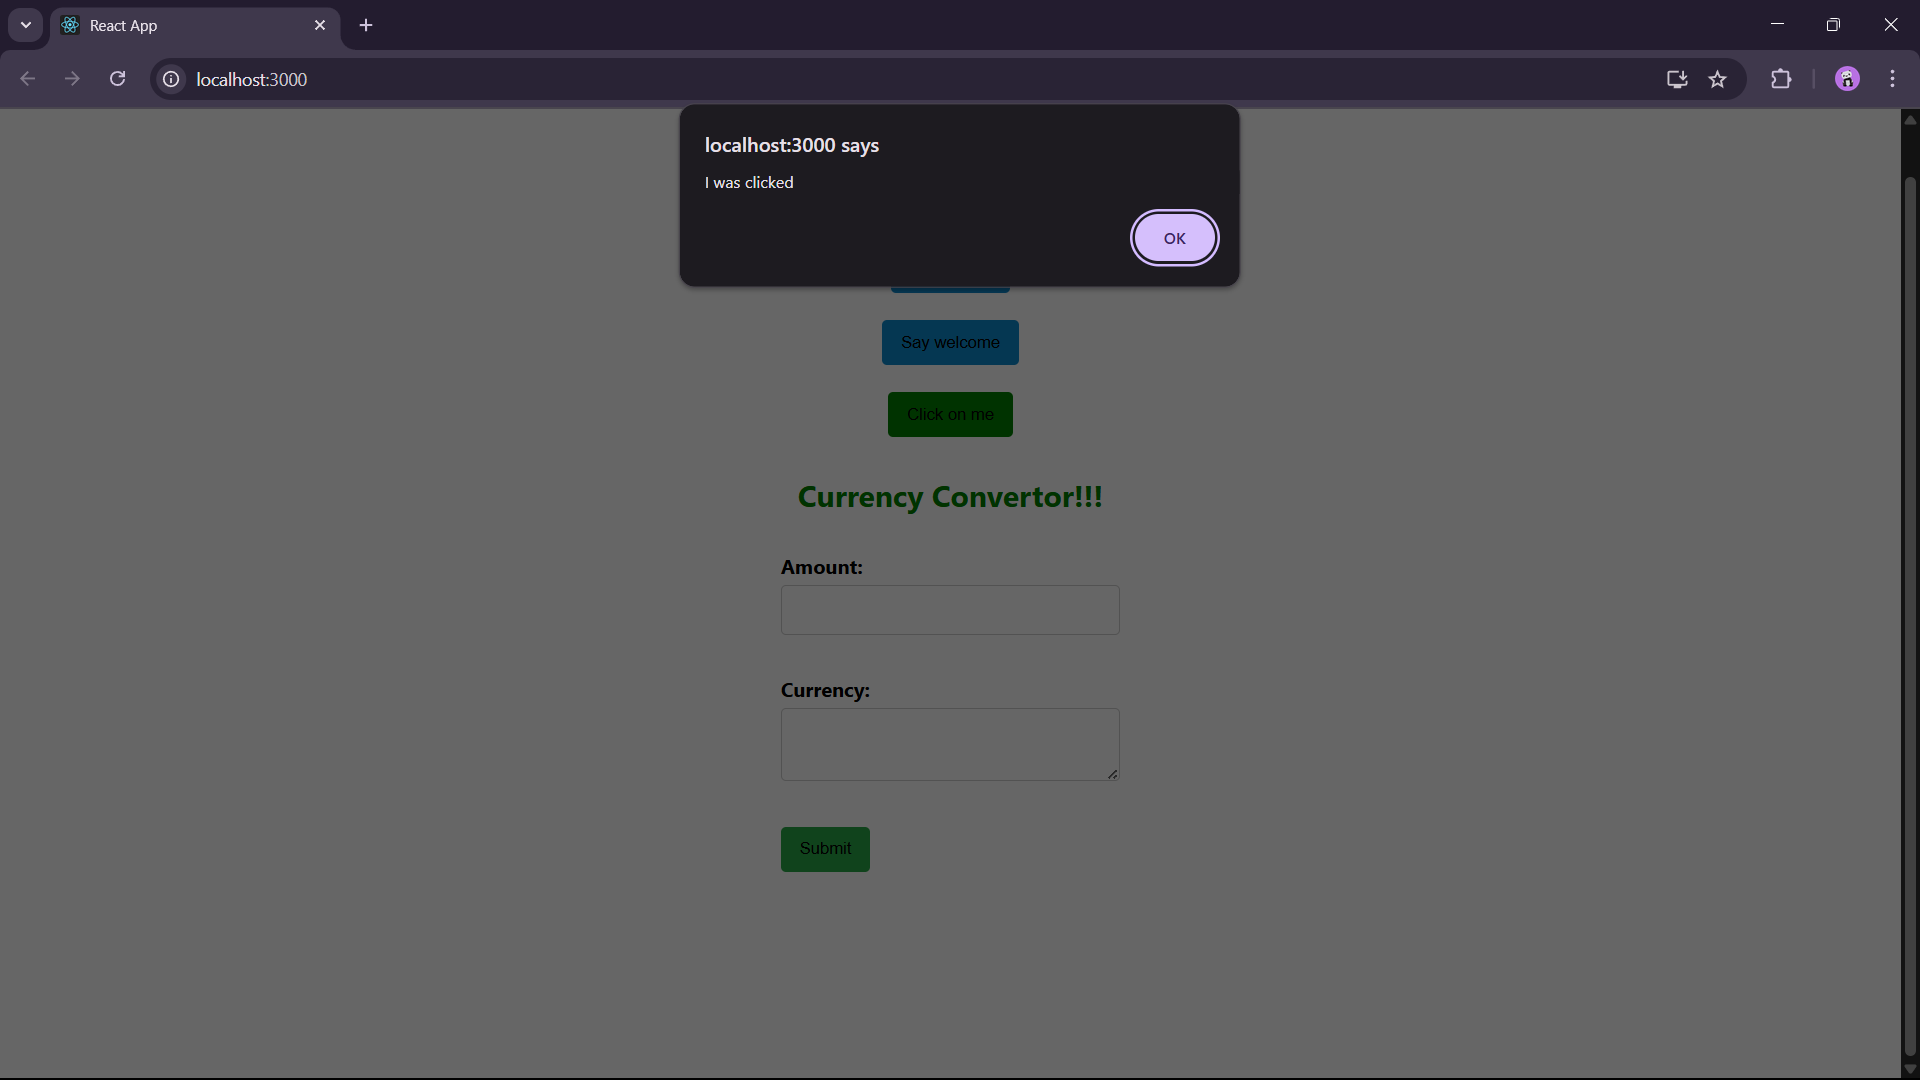 React App
localhost:3000
localhost:3000 says
I was clicked
OK
Say welcome
Click on me
Currency Convertor!!!
Amount:
Currency:
Submit